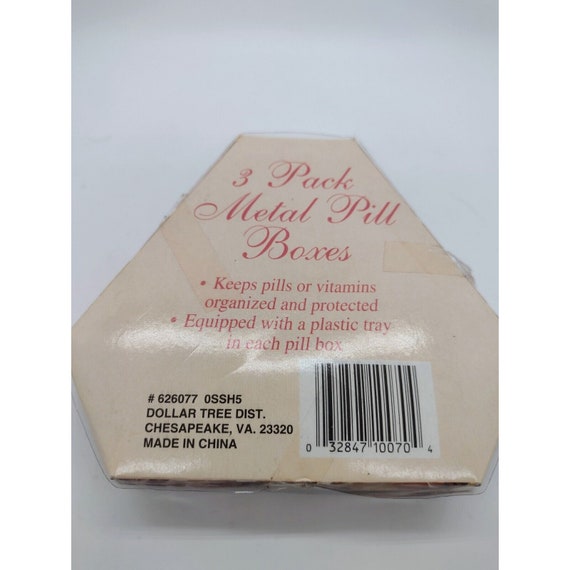 3 Pack
Metal Pill
Boxes
• Keeps pills or vitamins
organized and protected
• Equipped with a plastic tray
in each pill box
# 626077 0SSH5
DOLLAR TREE DIST.
CHESAPEAKE, VA. 23320
MADE IN CHINA
0 32847 10070 4